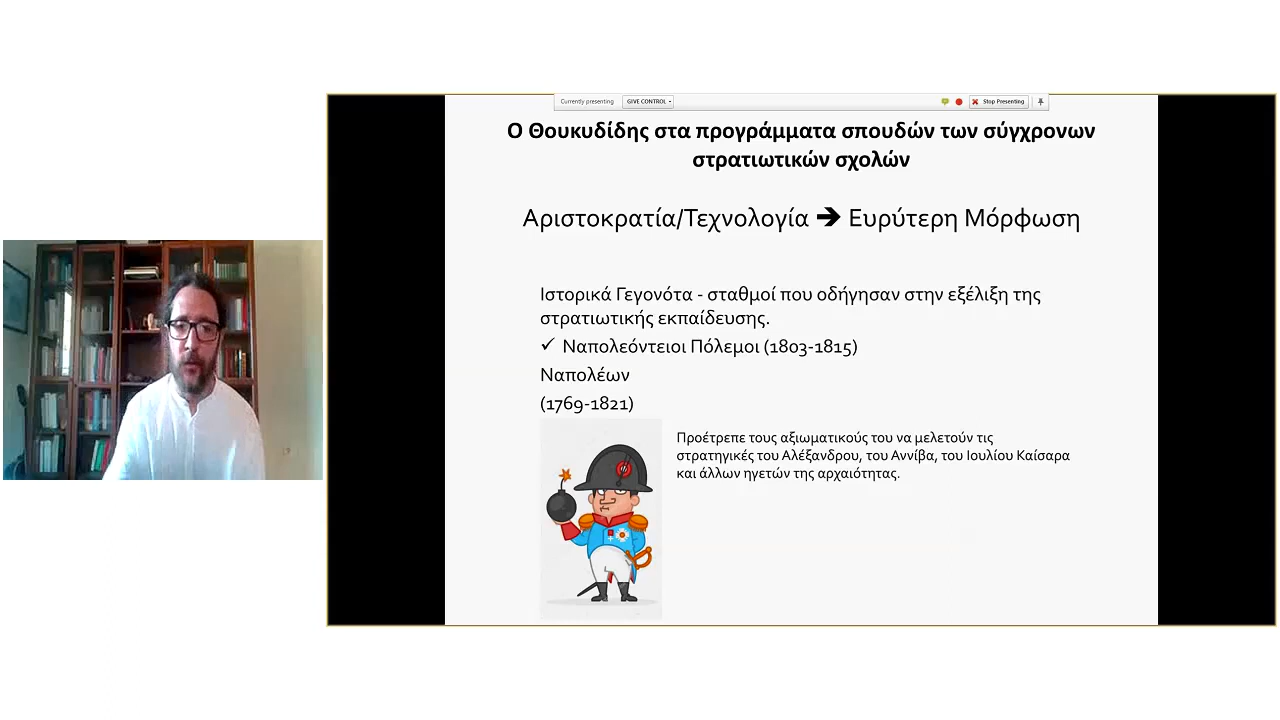 Currently presenting
GIVE CONTROL
Stop Presenting
Ο Θουκυδίδης στα προγράμματα σπουδών των σύγχρονων
στρατιωτικών σχολών
Αριστοκρατία/Τεχνολογία 🡺 Ευρύτερη Μόρφωση
Ιστορικά Γεγονότα - σταθμοί που οδήγησαν στην εξέλιξη της
στρατιωτικής εκπαίδευσης.
✓ Ναπολεόντειοι Πόλεμοι (1803-1815)
Ναπολέων
(1769-1821)
Προέτρεπε τους αξιωματικούς του να μελετούν τις
στρατηγικές του Αλέξανδρου, του Αννίβα, του Ιουλίου Καίσαρα
και άλλων ηγετών της αρχαιότητας.